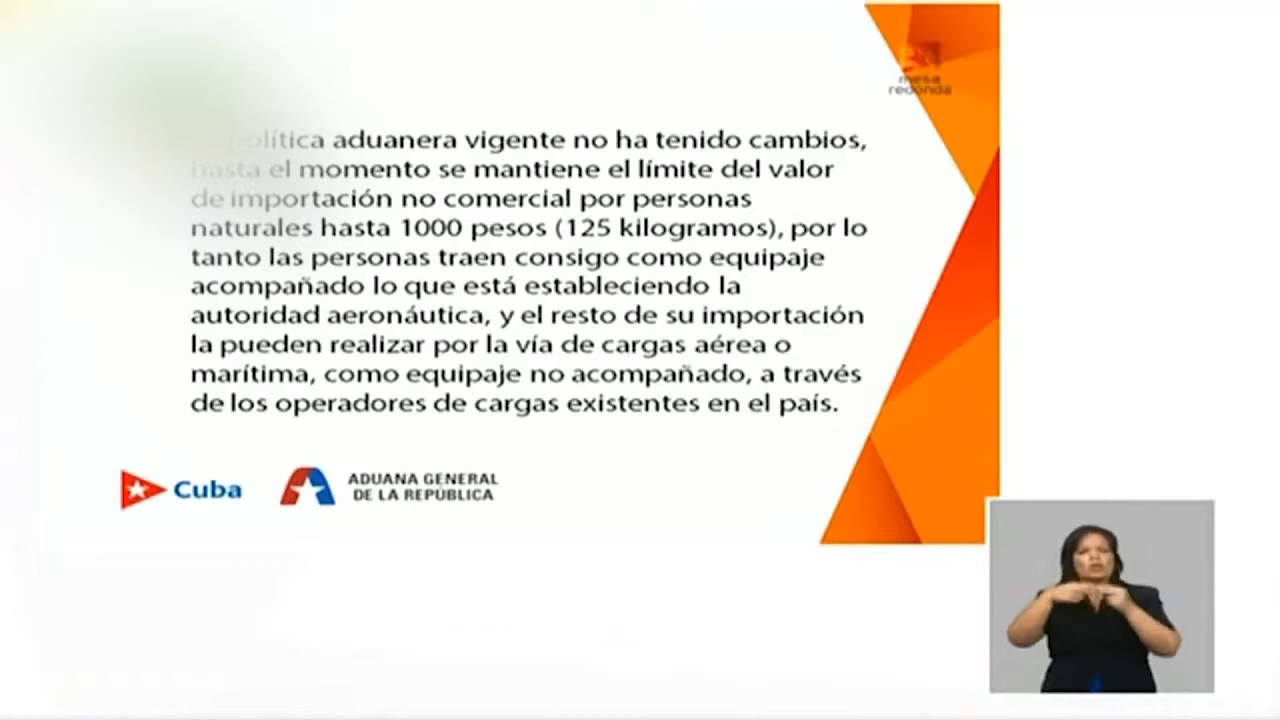 mesa
redonda
política aduanera vigente no ha tenido cambios,
hasta el momento se mantiene el límite del valor
de importación no comercial por personas
naturales hasta 1000 pesos (125 kilogramos), por lo
tanto las personas traen consigo como equipaje
acompañado lo que está estableciendo la
autoridad aeronáutica, y el resto de su importación
la pueden realizar por la vía de cargas aérea o
marítima, como equipaje no acompañado, a través
de los operadores de cargas existentes en el país.
Cuba
ADUANA GENERAL
DE LA REPÚBLICA